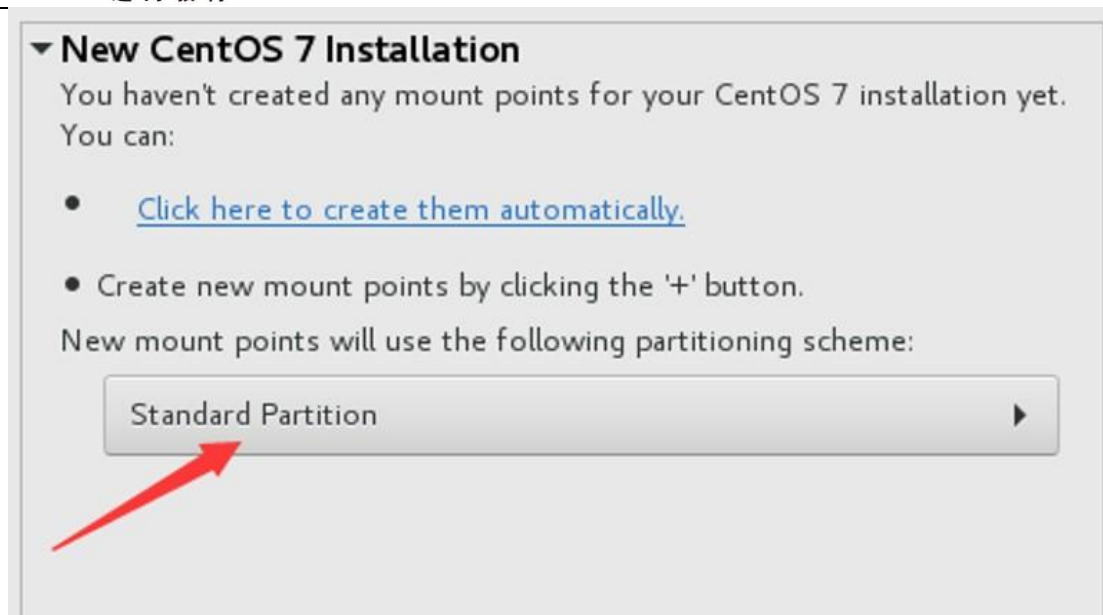 New CentOS 7 Installation
You haven't created any mount points for your CentOS 7 installation yet.
You can:
• Click here to create them automatically.
• Create new mount points by clicking the '+' button.
New mount points will use the following partitioning scheme:
Standard Partition